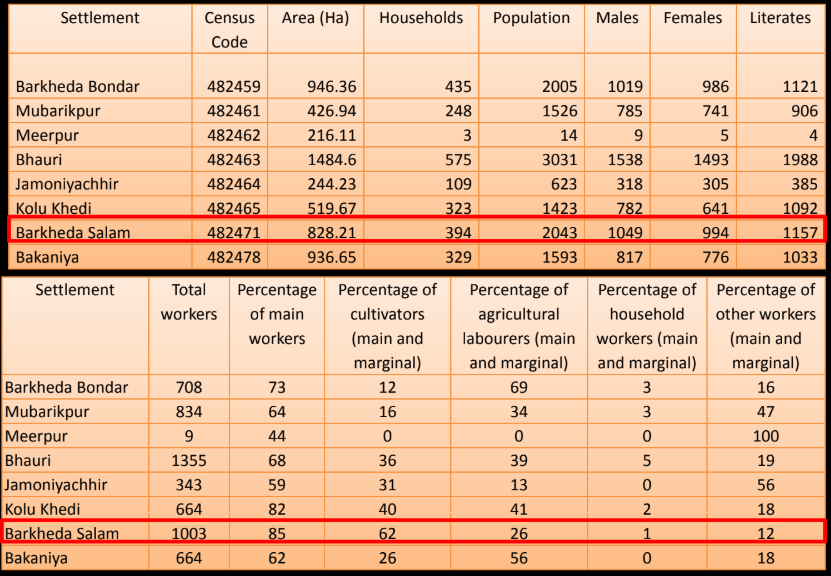 Settlement Census Code Area (Ha) Households Population Males Females Literates
Barkheda Bondar 482459 946.36 435 2005 1019 986 1121
Mubarikpur 482461 426.94 248 1526 785 741 906
Meerpur 482462 216.11 3 14 9 5 4
Bhauri 482463 1484.6 575 3031 1538 1493 1988
Jamoniyachhir 482464 244.23 109 623 318 305 385
Kolu Khedi 482465 519.67 323 1423 782 641 1092
Barkheda Salam 482471 828.21 394 2043 1049 994 1157
Bakaniya 482478 936.65 329 1593 817 776 1033
Settlement Total workers Percentage of main workers Percentage of cultivators (main and marginal) Percentage of agricultural labourers (main and marginal) Percentage of household workers (main and marginal) Percentage of other workers (main and marginal)
Barkheda Bondar 708 73 12 69 3 16
Mubarikpur 834 64 16 34 3 47
Meerpur 9 44 0 0 0 100
Bhauri 1355 68 36 39 5 19
Jamoniyachhir 343 59 31 13 0 56
Kolu Khedi 664 82 40 41 2 18
Barkheda Salam 1003 85 62 26 1 12
Bakaniya 664 62 26 56 0 18